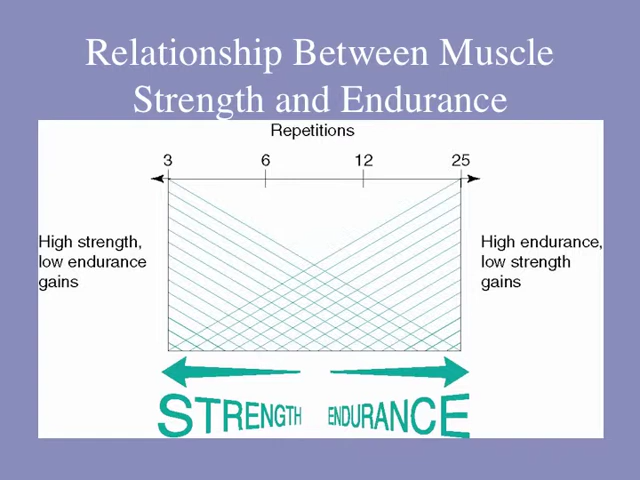 Relationship Between Muscle
Strength and Endurance
Repetitions
3 6 12 25
High strength,
low endurance
gains
High endurance,
low strength
gains
STRENGTH ENDURANCE